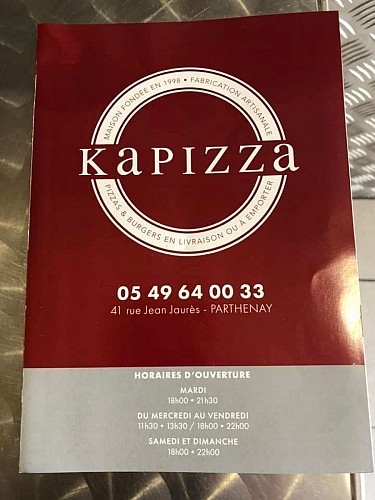 MAISON FONDÉE EN 1998 • FABRICATION ARTISANALE
KaPIZZa
PIZZAS & BURGERS EN LIVRAISON OU À EMPORTER
05 49 64 00 33
41 rue Jean Jaurès - PARTHENAY
HORAIRES D'OUVERTURE
MARDI
18h00 • 21h30
DU MERCREDI AU VENDREDI
11h30 • 13h30 / 18h00 • 22h00
SAMEDI ET DIMANCHE
18h00 • 22h00